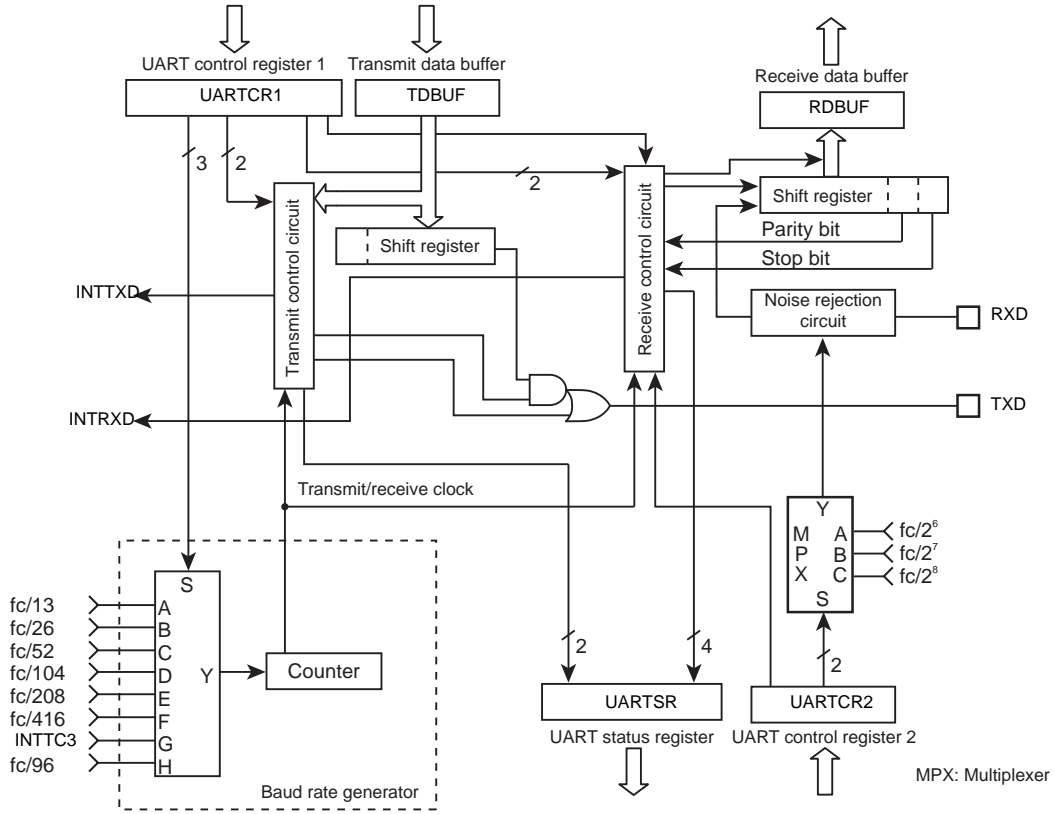 UART control register 1
Transmit data buffer
Receive data buffer
UARTCR1
TDBUF
RDBUF
3
2
2
Transmit control circuit
Receive control circuit
Shift register
Shift register
Parity bit
Stop bit
Noise rejection
circuit
INTTXD
RXD
INTRXD
TXD
Transmit/receive clock
Y
M
P
X
A
B
C
S
fc/2⁶
fc/2⁷
fc/2⁸
S
fc/13
A
fc/26
B
fc/52
C
fc/104
D
Y
fc/208
E
fc/416
F
INTTC3
G
fc/96
H
Counter
2
4
2
UARTSR
UARTCR2
UART status register
UART control register 2
Baud rate generator
MPX: Multiplexer